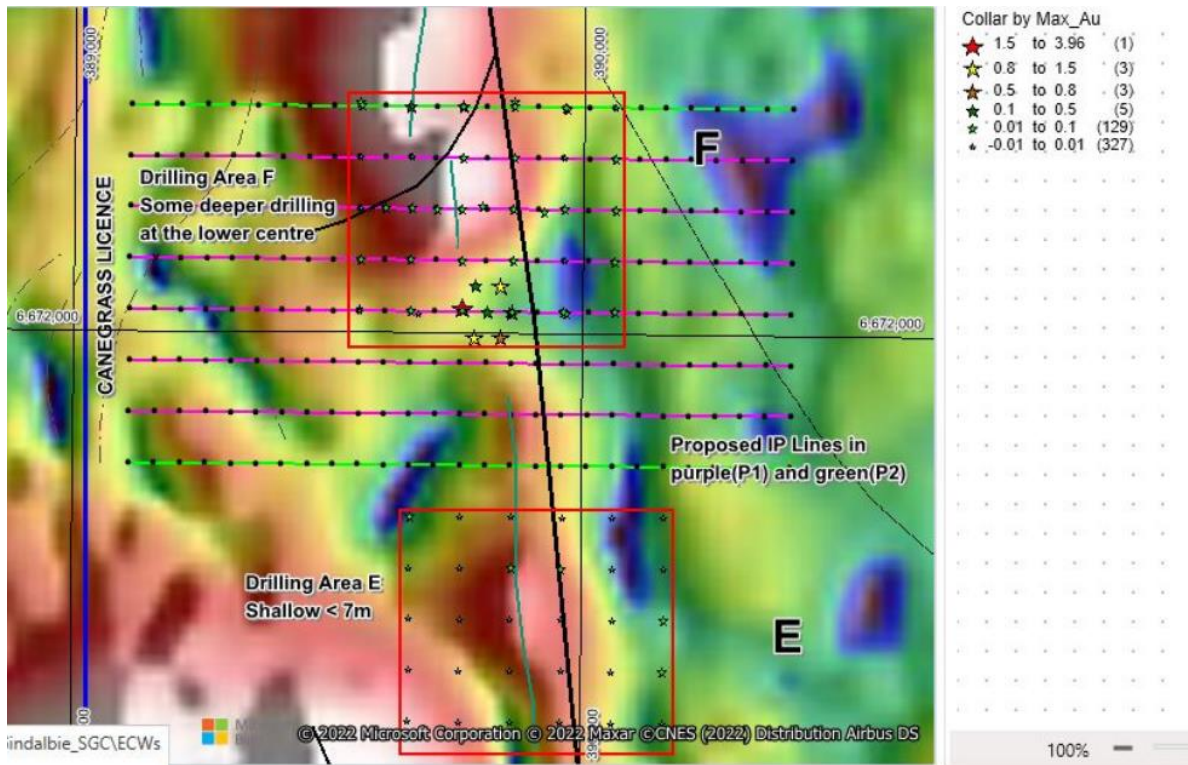 389,000
390,000
Collar by Max_Au
1.5 to 3.96 (1)
0.8 to 1.5 (3)
0.5 to 0.8 (3)
0.1 to 0.5 (5)
0.01 to 0.1 (129)
-0.01 to 0.01 (327)
F
Drilling Area F
Some deeper drilling
at the lower centre
CANEGRASS LICENCE
6,672,000
6,672,000
Proposed IP Lines in
purple(P1) and green(P2)
Drilling Area E
Shallow < 7m
E
indalbie_SGC\ECWs
© 2022 Microsoft Corporation © 2022 Maxar ©CNES (2022) Distribution Airbus DS
100%